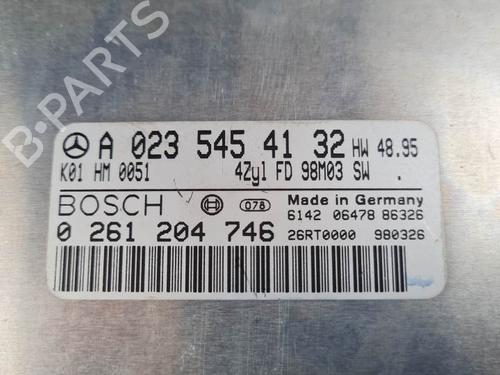 A 023 545 41 32 HW 48.95
K01 HM 0051 4Zyl FD 98M03 SW .
BOSCH 078 Made in Germany
6142 06478 86326
0 261 204 746 26RT0000 980326
B-PARTS